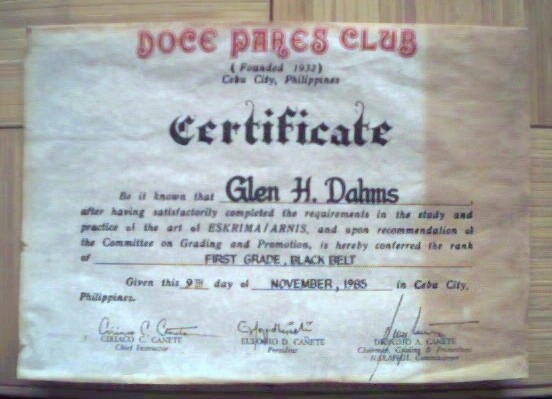 DOCE PARES CLUB
(Founded 1932)
Cebu City, Philippines
Certificate
Be it known that Glen H. Dahms
after having satisfactorily completed the requirements in the study and
practice of the art of ESKRIMA/ARNIS, and upon recommendation of
the Committee on Grading and Promotion, is hereby conferred the rank
of FIRST GRADE, BLACK BELT
Given this 9TH day of NOVEMBER, 1985 in Cebu City,
Philippines.
CIRIACO C. CAÑETE
Chief Instructor
EULOGIO D. CAÑETE
President
DIONISIO A. CAÑETE
Chairman, Grading & Promotions